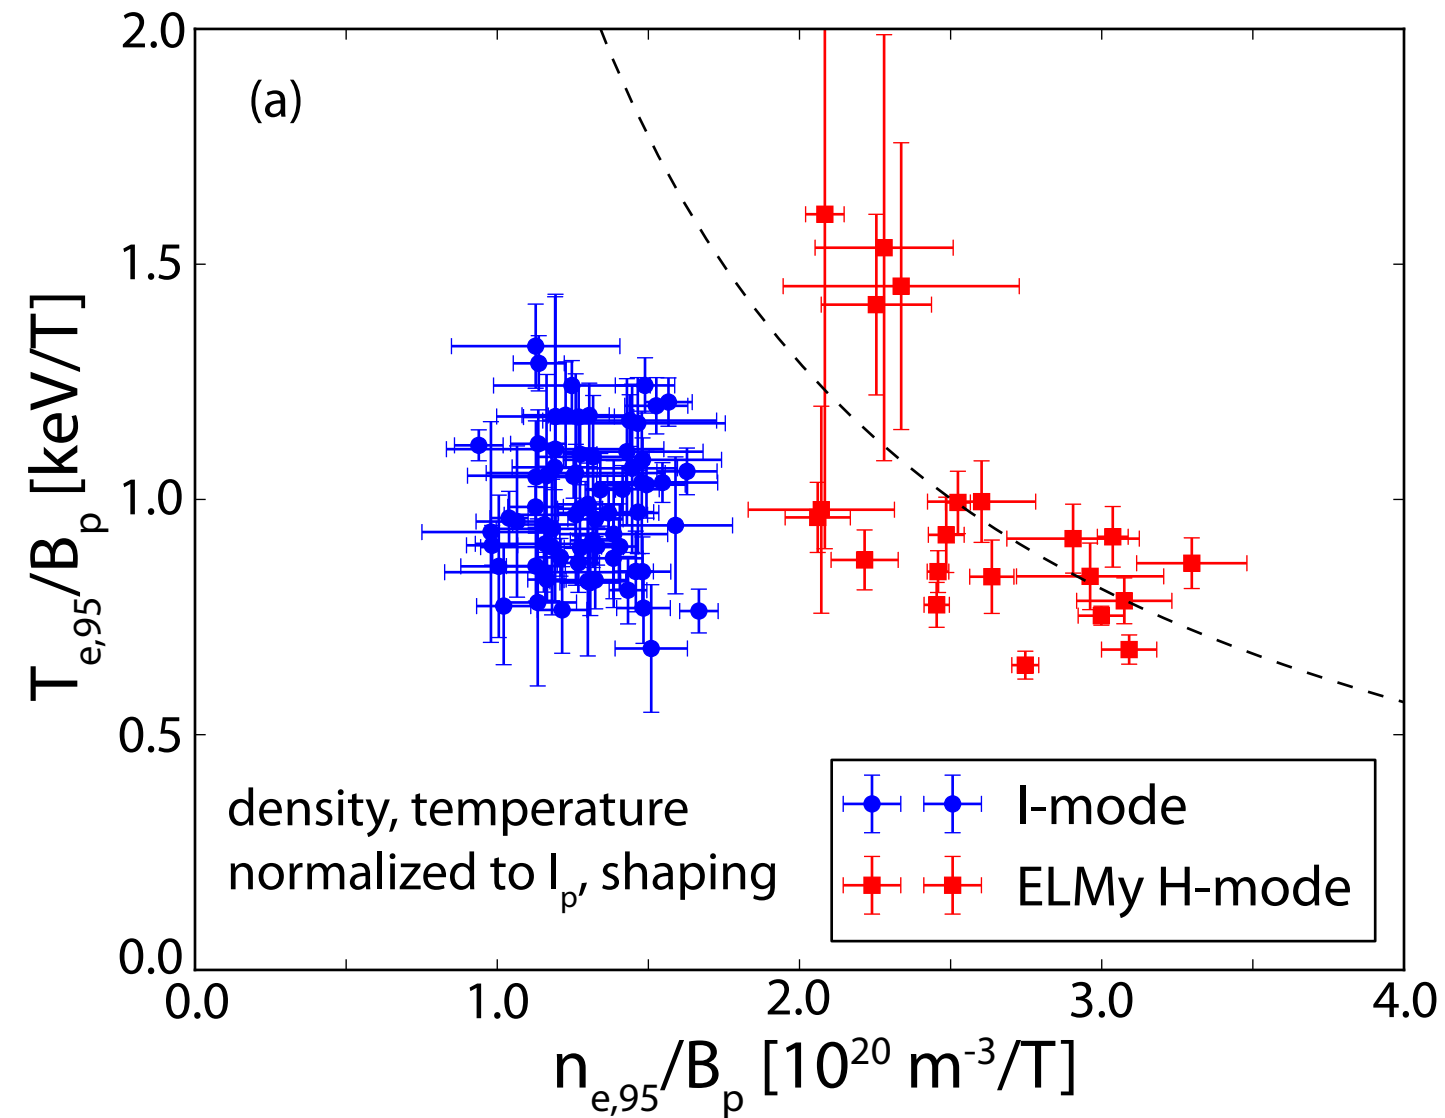 (a)
2.0
1.5
1.0
0.5
0.0
T_e,95/B_p [keV/T]
density, temperature
normalized to I_p, shaping
I-mode
ELMy H-mode
0.0 1.0 2.0 3.0 4.0
n_e,95/B_p [10^20 m^-3/T]